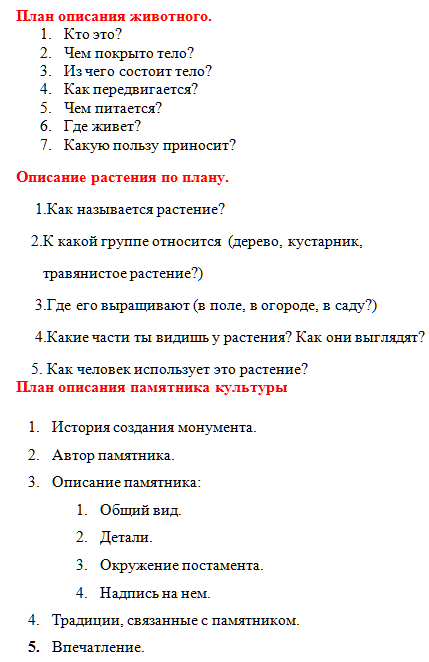 План описания животного.
1. Кто это?
2. Чем покрыто тело?
3. Из чего состоит тело?
4. Как передвигается?
5. Чем питается?
6. Где живет?
7. Какую пользу приносит?
Описание растения по плану.
1.Как называется растение?
2.К какой группе относится (дерево, кустарник,
травянистое растение?)
3.Где его выращивают (в поле, в огороде, в саду?)
4.Какие части ты видишь у растения? Как они выглядят?
5. Как человек использует это растение?
План описания памятника культуры
1. История создания монумента.
2. Автор памятника.
3. Описание памятника:
1. Общий вид.
2. Детали.
3. Окружение постамента.
4. Надпись на нем.
4. Традиции, связанные с памятником.
5. Впечатление.